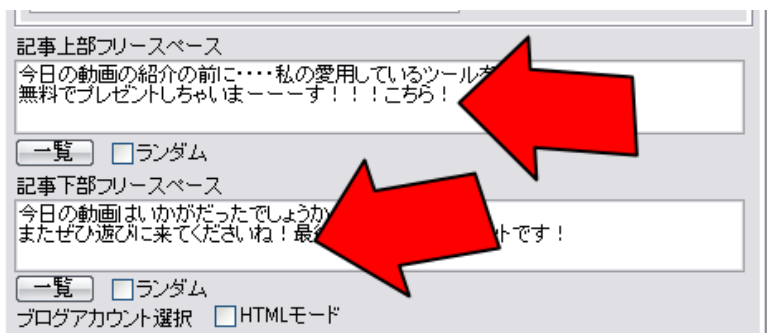 記事上部フリースペース
今日の動画の紹介の前に・・・・私の愛用しているツールを
無料でプレゼントしちゃいまーーーす！！！こちら！
一覧 ランダム
記事下部フリースペース
今日の動画はいかがだったでしょうか
またぜひ遊びに来てくださいね！最 トです！
一覧 ランダム
ブログアカウント選択 HTMLモード